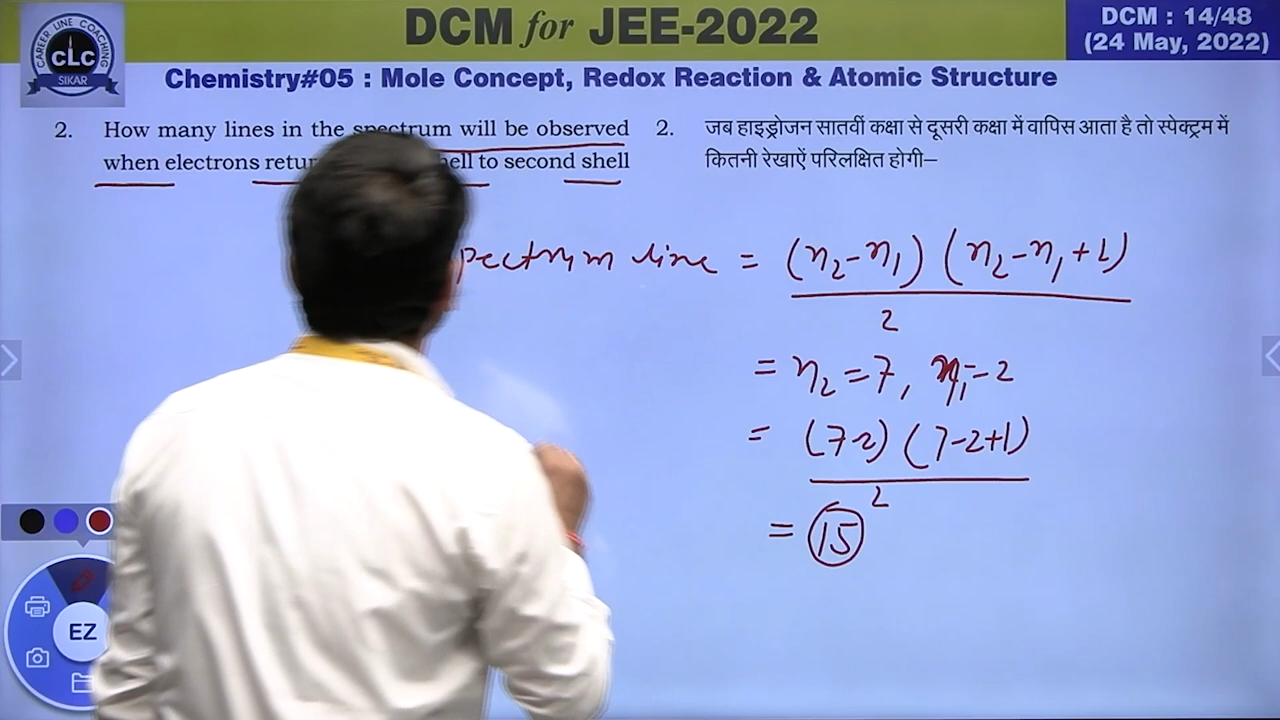 DCM for JEE-2022
DCM : 14/48
(24 May, 2022)
CAREER LINE COACHING
CLC
SIKAR
Chemistry#05 : Mole Concept, Redox Reaction & Atomic Structure
2. How many lines in the spectrum will be observed
when electrons to second shell
2. जब हाइड्रोजन सातवीं कक्षा से दूसरी कक्षा में वापिस आता है तो स्पेक्ट्रम में
कितनी रेखाऐं परिलक्षित होगी–
line = (n₂-n₁) (n₂-n₁+1)
2
= n₂ = 7, n₁=2
= (7-2) (7-2+1)
2
= 15
EZ